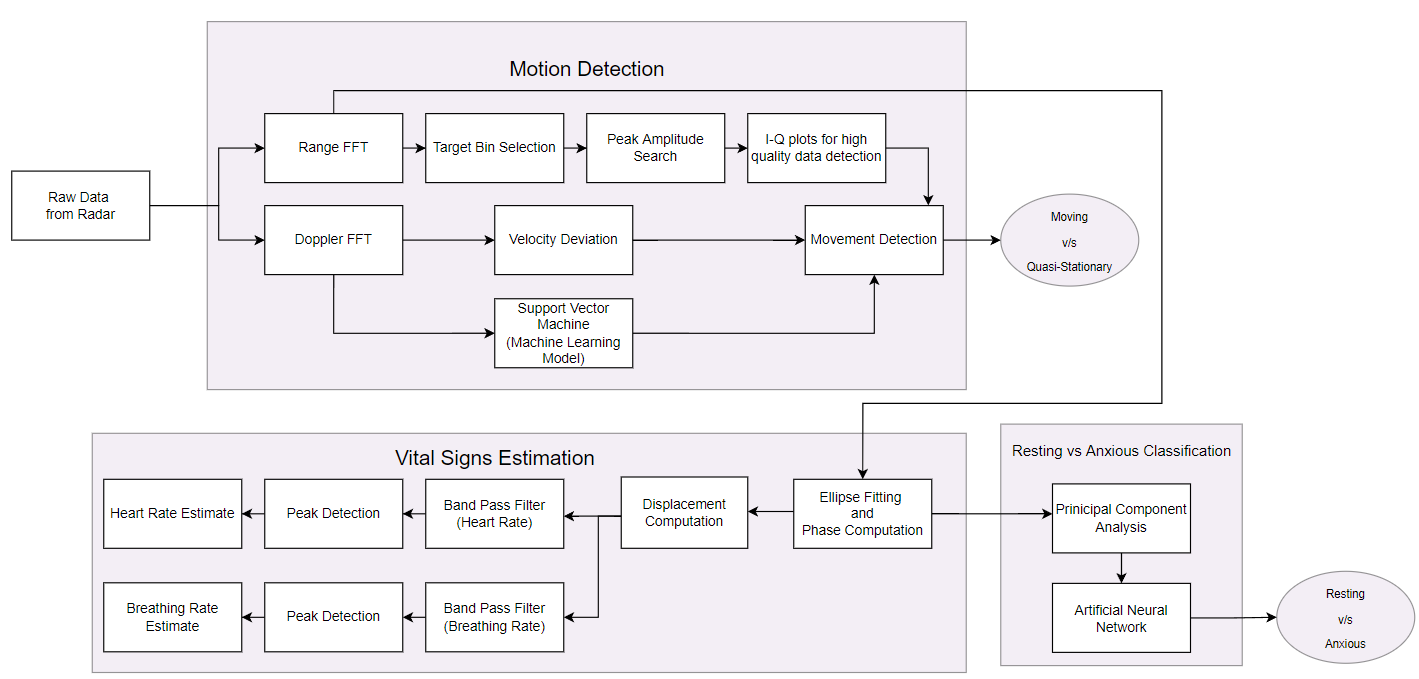 Motion Detection
Range FFT
Target Bin Selection
Peak Amplitude
Search
I-Q plots for high
quality data detection
Raw Data
from Radar
Doppler FFT
Velocity Deviation
Movement Detection
Moving
v/s
Quasi-Stationary
Support Vector
Machine
(Machine Learning
Model)
Vital Signs Estimation
Heart Rate Estimate
Peak Detection
Band Pass Filter
(Heart Rate)
Displacement
Computation
Ellipse Fitting
and
Phase Computation
Breathing Rate
Estimate
Peak Detection
Band Pass Filter
(Breathing Rate)
Resting vs Anxious Classification
Prinicipal Component
Analysis
Artificial Neural
Network
Resting
v/s
Anxious